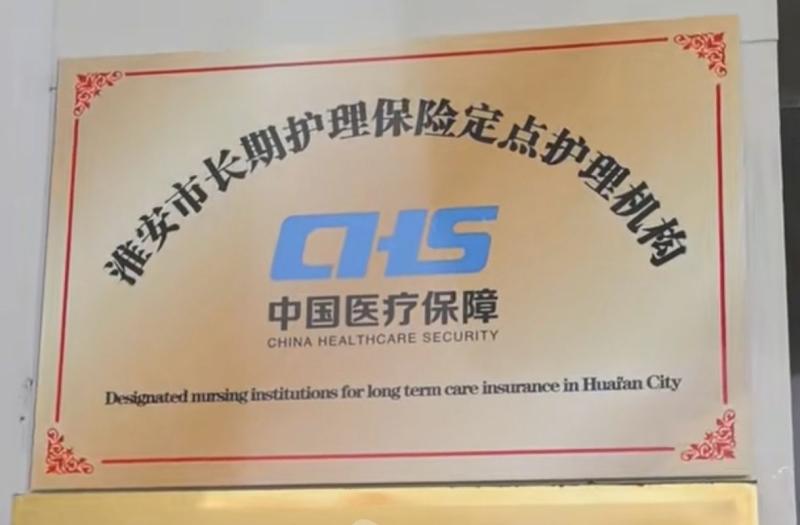 淮安市长期护理保险定点护理机构
CHS
中国医疗保障
CHINA HEALTHCARE SECURITY
Designated nursing institutions for long term care insurance in Huai'an City